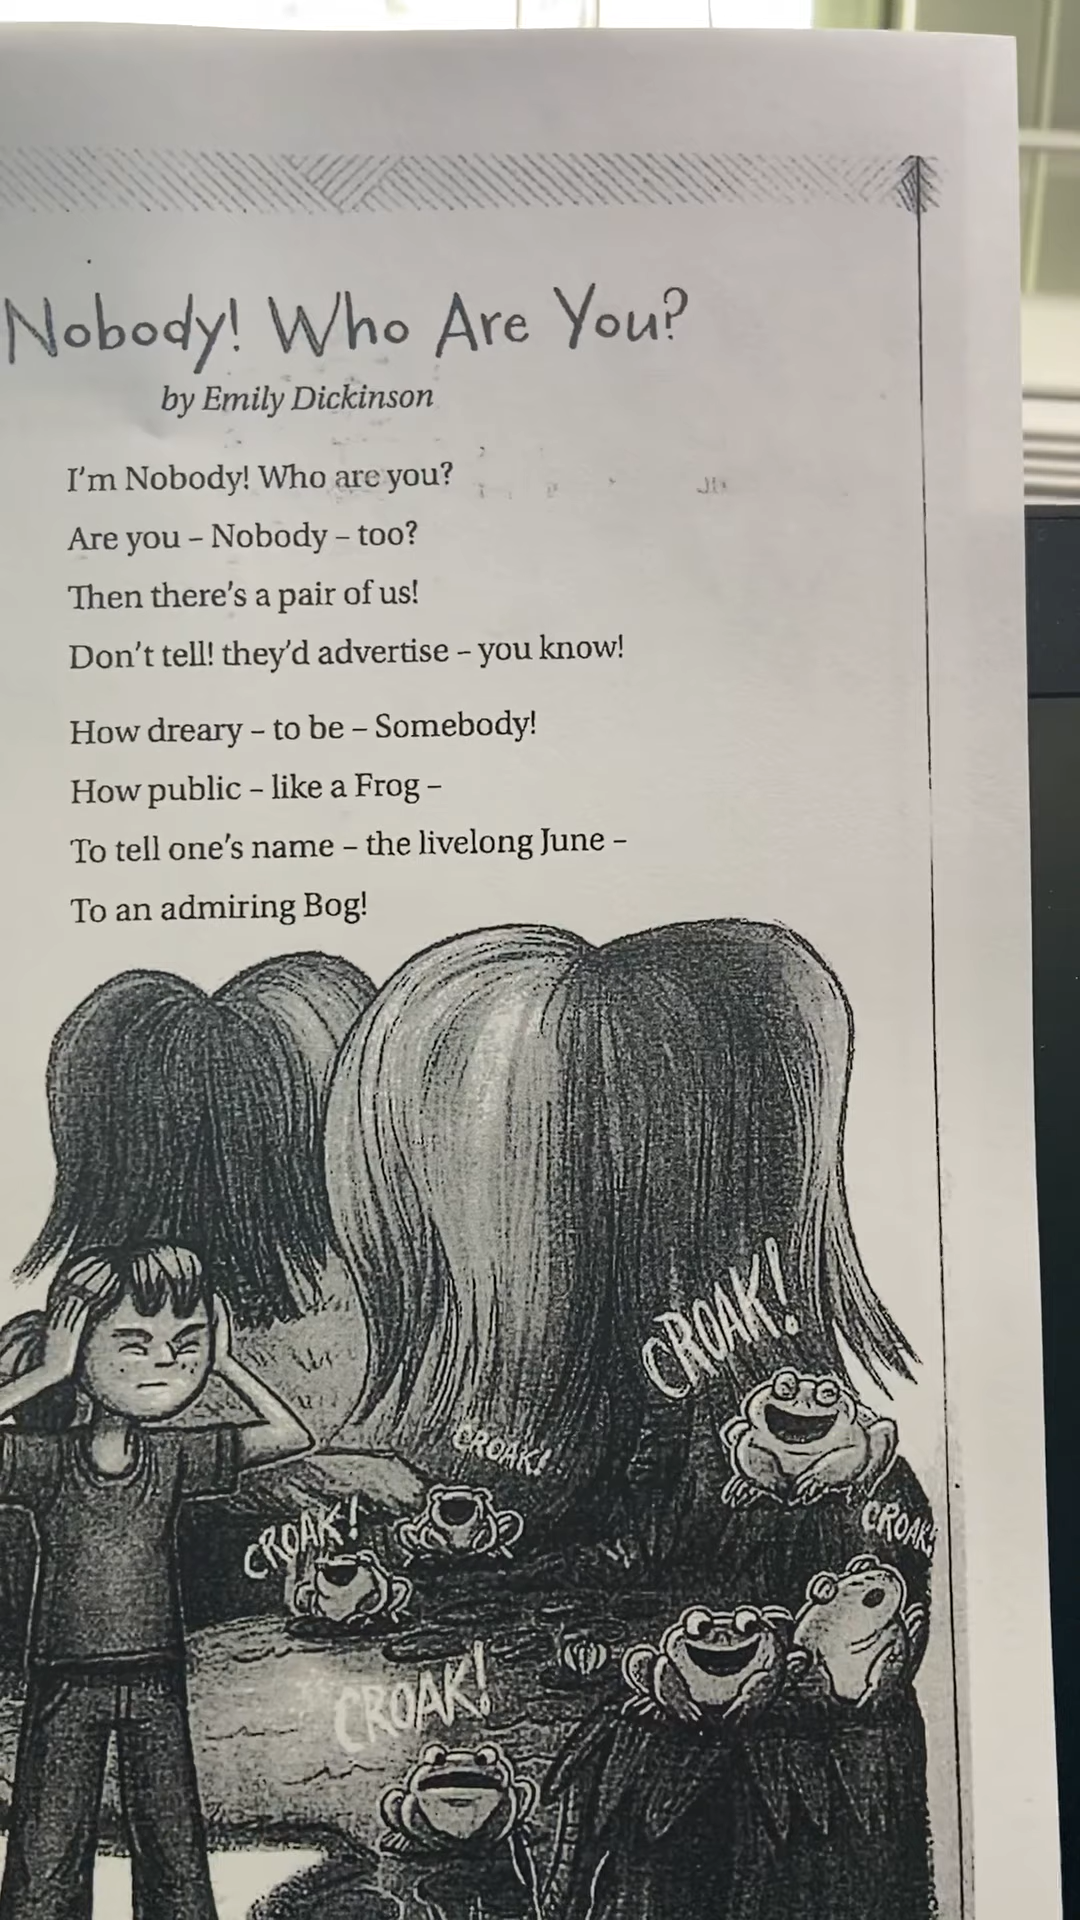 Nobody! Who Are You?
by Emily Dickinson
I'm Nobody! Who are you?
Are you – Nobody – too?
Then there's a pair of us!
Don't tell! they'd advertise – you know!
How dreary – to be – Somebody!
How public – like a Frog –
To tell one's name – the livelong June –
To an admiring Bog!
CROAK!
CROAK!
CROAK!
CROAK!
CROAK!